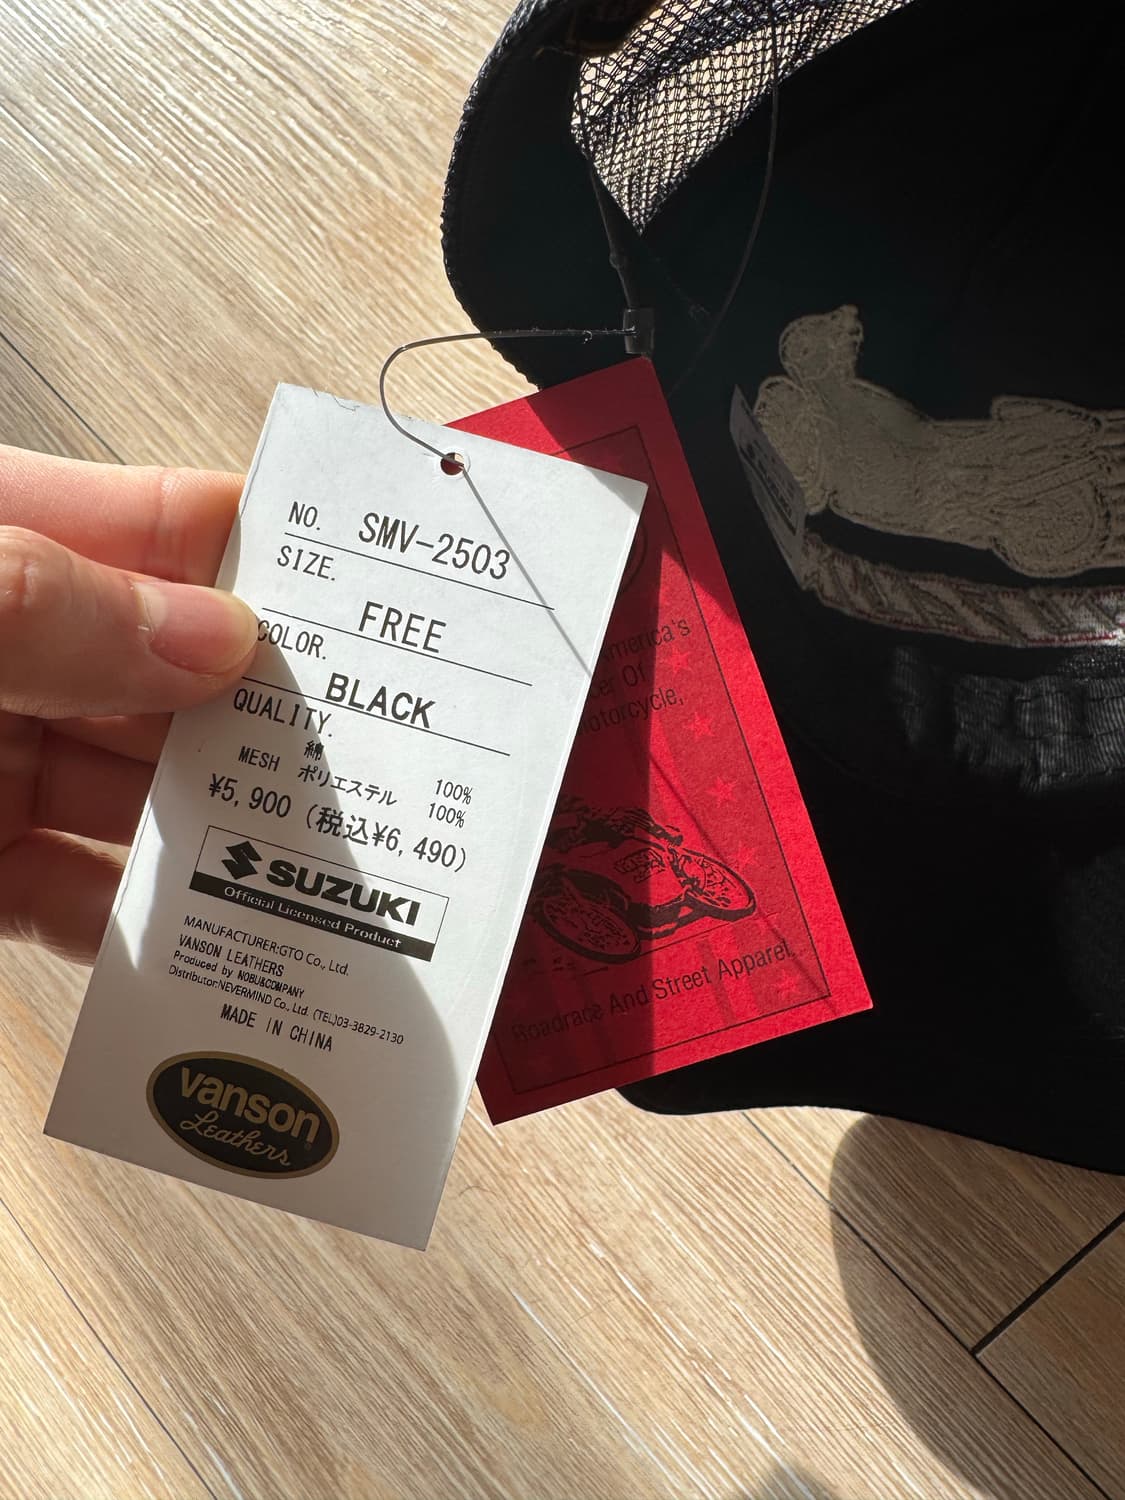 NO. SMV-2503
SIZE.
FREE
COLOR.
BLACK
QUALITY.
綿 100%
MESH ポリエステル 100%
¥5,900 (税込¥6,490)
SUZUKI
Official Licensed Product
MANUFACTURER:GTO Co., Ltd.
VANSON LEATHERS
Produced by NOBU&COMPANY
Distributor:NEVERMIND Co., Ltd. (TEL)03-3829-2130
MADE IN CHINA
vanson
Leathers
America's
Of
Motorcycle,
Roadrace And Street Apparel.